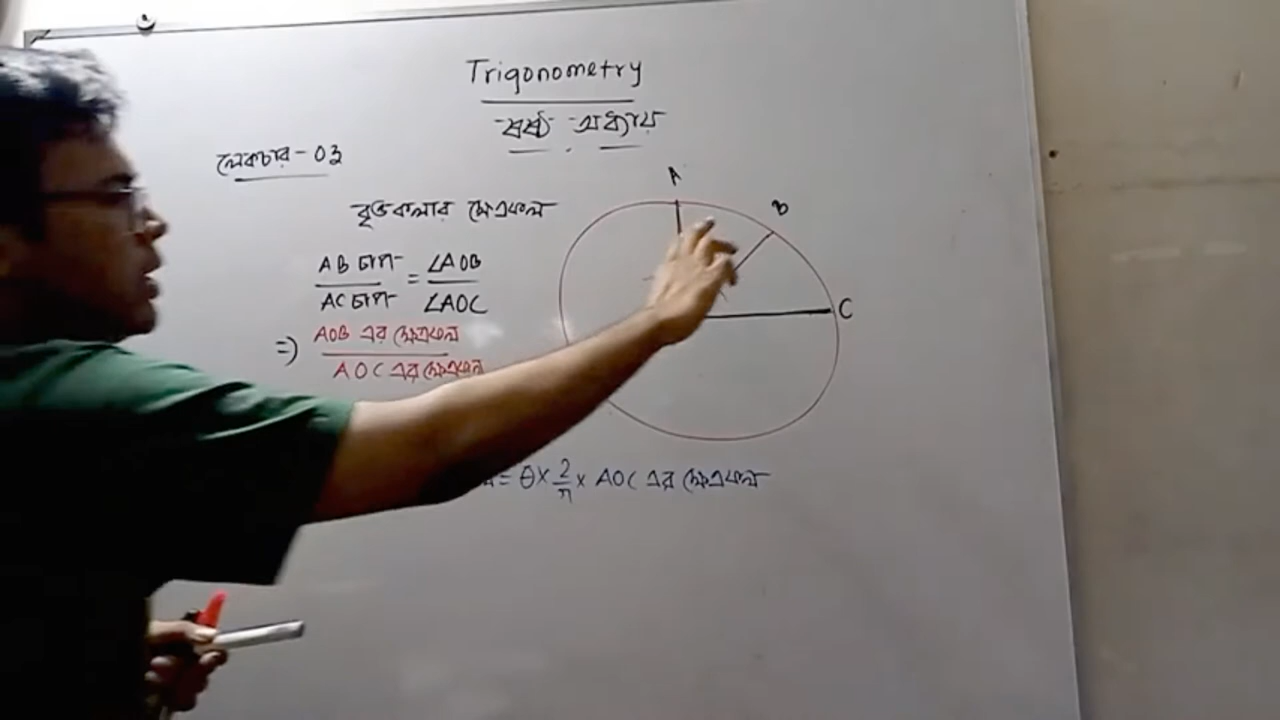 Trigonometry
ষষ্ঠ অধ্যায়
লেকচার-০২
বৃত্তকলার ক্ষেত্রফল
AB চাপ / AC চাপ = ∠AOB / ∠AOC
=> AOB এর ক্ষেত্রফল / AOC এর ক্ষেত্রফল
= θ × 2/π × AOC এর ক্ষেত্রফল
A
B
C